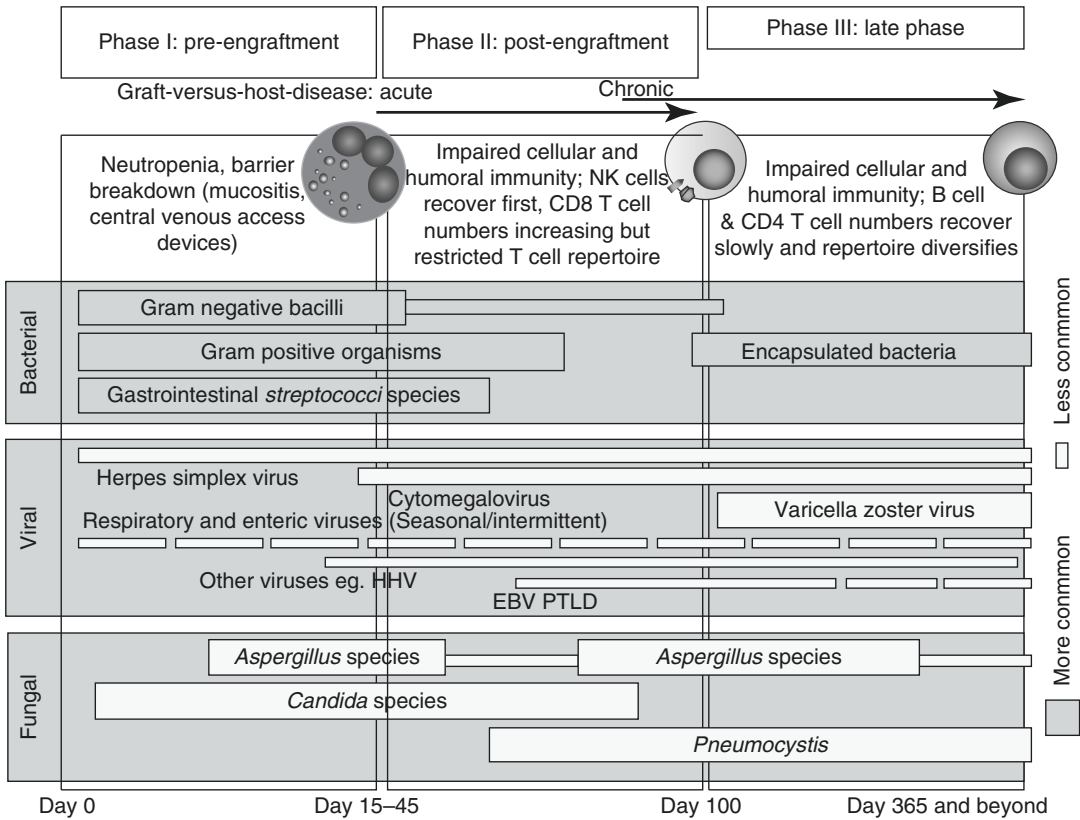 Phase I: pre-engraftment
Phase II: post-engraftment
Phase III: late phase
Graft-versus-host-disease: acute
Chronic
Neutropenia, barrier
breakdown (mucositis,
central venous access
devices)
Impaired cellular and
humoral immunity; NK cells
recover first, CD8 T cell
numbers increasing but
restricted T cell repertoire
Impaired cellular and
humoral immunity; B cell
& CD4 T cell numbers recover
slowly and repertoire diversifies
Bacterial
Gram negative bacilli
Gram positive organisms
Encapsulated bacteria
Gastrointestinal streptococci species
Viral
Herpes simplex virus
Cytomegalovirus
Varicella zoster virus
Respiratory and enteric viruses (Seasonal/intermittent)
Other viruses eg. HHV
EBV PTLD
Fungal
Aspergillus species
Aspergillus species
Candida species
Pneumocystis
Day 0
Day 15–45
Day 100
Day 365 and beyond
Less conmmon
More conmmon